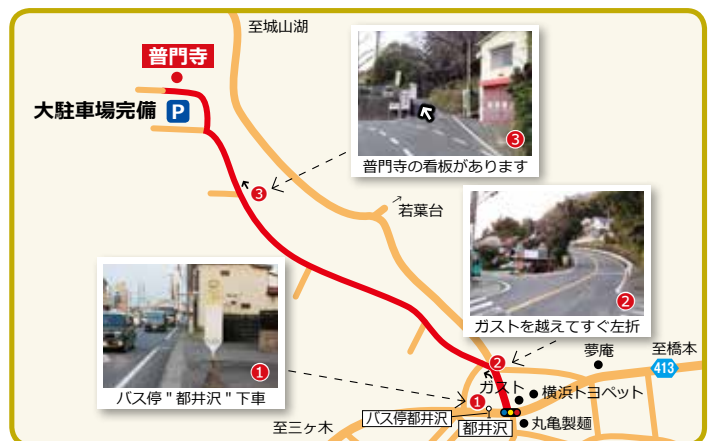 至城山湖
普門寺
大駐車場完備 P
3
普門寺の看板があります
3
若葉台
2
ガストを越えてすぐ左折
1
バス停"都井沢"下車
2
夢庵
至橋本
413
ガスト
横浜トヨペット
1
バス停都井沢
都井沢
丸亀製麺
至三ヶ木